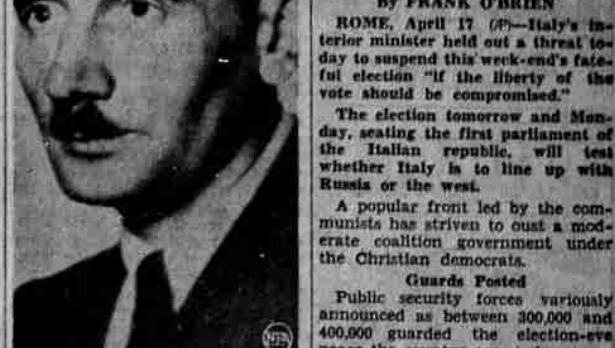 By FRANK O'BRIEN
ROME, April 17 (AP)—Italy's in-
terior minister held out a threat to-
day to suspend this week-end's fate-
ful election "if the liberty of the
vote should be compromised."
The election tomorrow and Mon-
day, seating the first parliament of
the Italian republic, will test
whether Italy is to line up with
Russia or the west.
A popular front led by the com-
munists has striven to oust a mod-
erate coalition government under
the Christian democrats.
Guards Posted
Public security forces variously
announced as between 300,000 and
400,000 guarded the election-eve
NEA